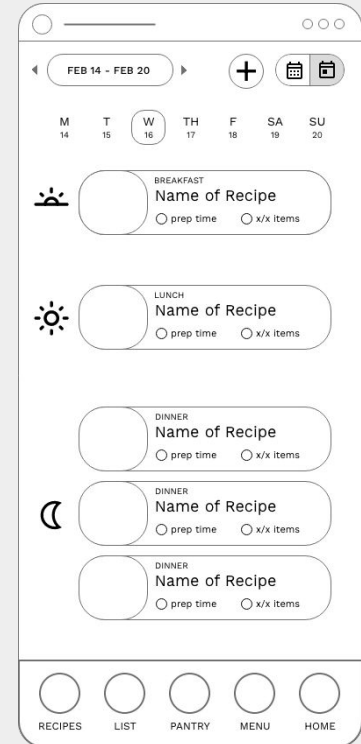 FEB 14 - FEB 20
M T W TH F SA SU
14 15 16 17 18 19 20
BREAKFAST
Name of Recipe
prep time x/x items
LUNCH
Name of Recipe
prep time x/x items
DINNER
Name of Recipe
prep time x/x items
DINNER
Name of Recipe
prep time x/x items
DINNER
Name of Recipe
prep time x/x items
RECIPES LIST PANTRY MENU HOME